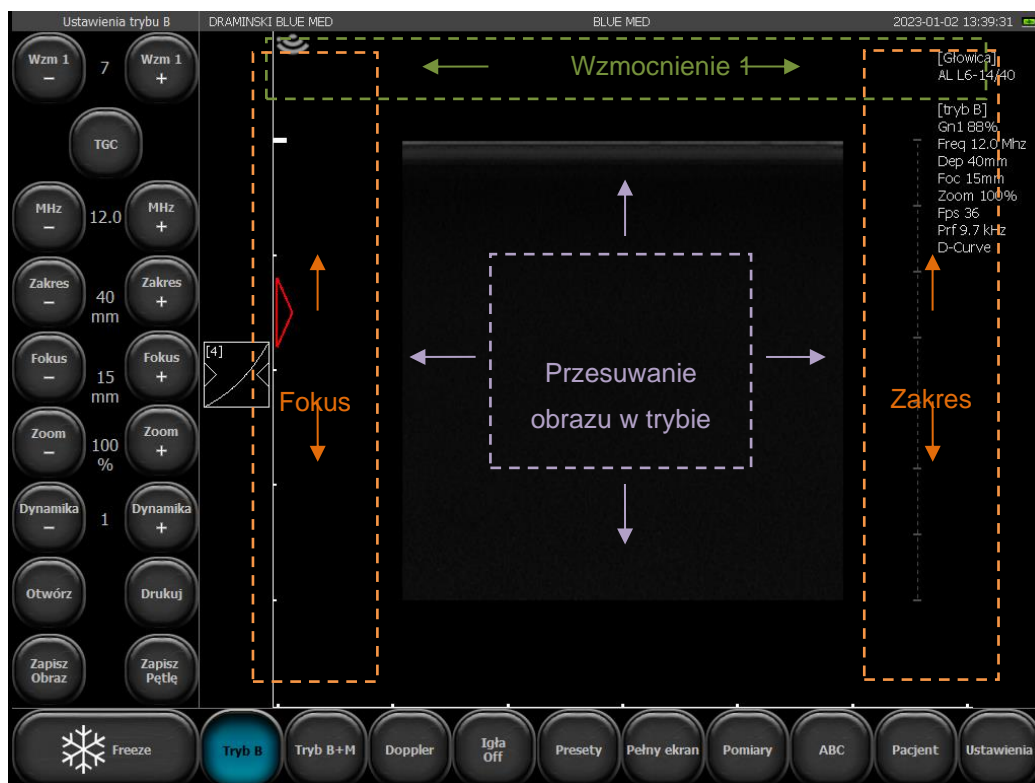 Ustawienia trybu B
DRAMINSKI BLUE MED
BLUE MED
2023-01-02 13:39:31
Wzm 1
-
7
Wzm 1
+
TGC
MHz
-
12.0
MHz
+
Zakres
-
40
mm
Zakres
+
Fokus
-
15
mm
Fokus
+
Zoom
-
100
%
Zoom
+
Dynamika
-
1
Dynamika
+
Otwórz
Drukuj
Zapisz
Obraz
Zapisz
Pętlę
[4]
Wzmocnienie 1
Fokus
Przesuwanie
obrazu w trybie
Zakres
[Głowica]
AL L6-14/40
[tryb B]
Gn1 88%
Freq 12.0 Mhz
Dep 40mm
Foc 15mm
Zoom 100%
Fps 36
Prf 9.7 kHz
D-Curve
Freeze
Tryb B
Tryb B+M
Doppler
Igła
Off
Presety
Pełny ekran
Pomiary
ABC
Pacjent
Ustawienia